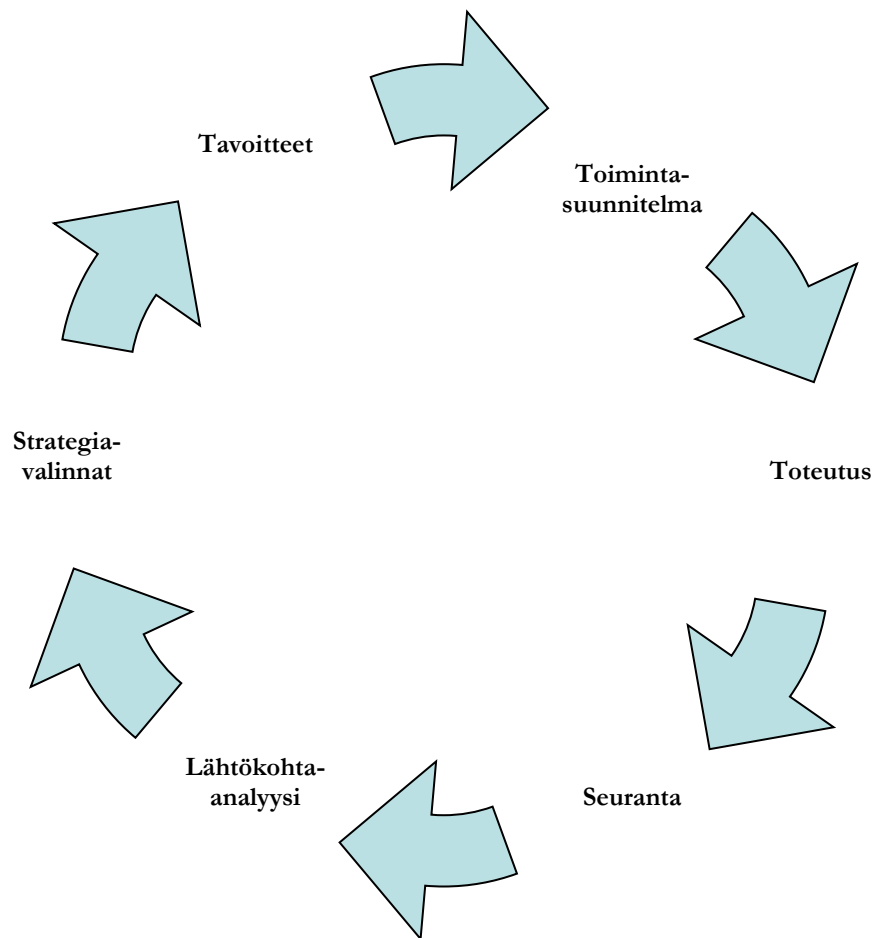 Tavoitteet
Toiminta-
suunnitelma
Strategia-
valinnat
Toteutus
Lähtökohta-
analyysi
Seuranta